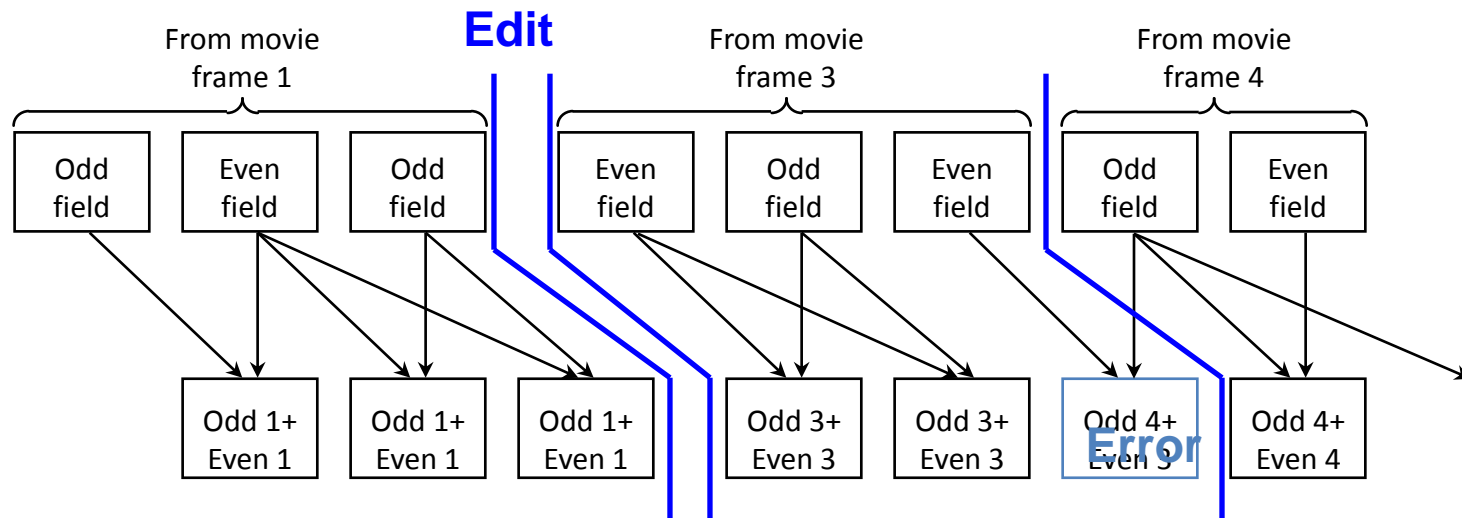 Edit
From movie
frame 1
From movie
frame 3
From movie
frame 4
Odd
field
Even
field
Odd
field
Even
field
Odd
field
Even
field
Odd
field
Even
field
Odd 1+
Even 1
Odd 1+
Even 1
Odd 1+
Even 1
Odd 3+
Even 3
Odd 3+
Even 3
Odd 4+
Even 3
Error
Odd 4+
Even 4